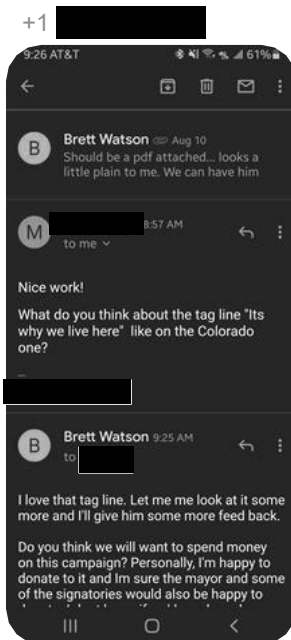 +1
9:26 AT&T 61%
B
Brett Watson Aug 10
Should be a pdf attached... looks a
little plain to me. We can have him
M
8:57 AM
to me
Nice work!
What do you think about the tag line "Its
why we live here" like on the Colorado
one?
--
B
Brett Watson 9:25 AM
to
I love that tag line. Let me me look at it some
more and I'll give him some more feed back.
Do you think we will want to spend money
on this campaign? Personally, I'm happy to
donate to it and Im sure the mayor and some
of the signatories would also be happy to